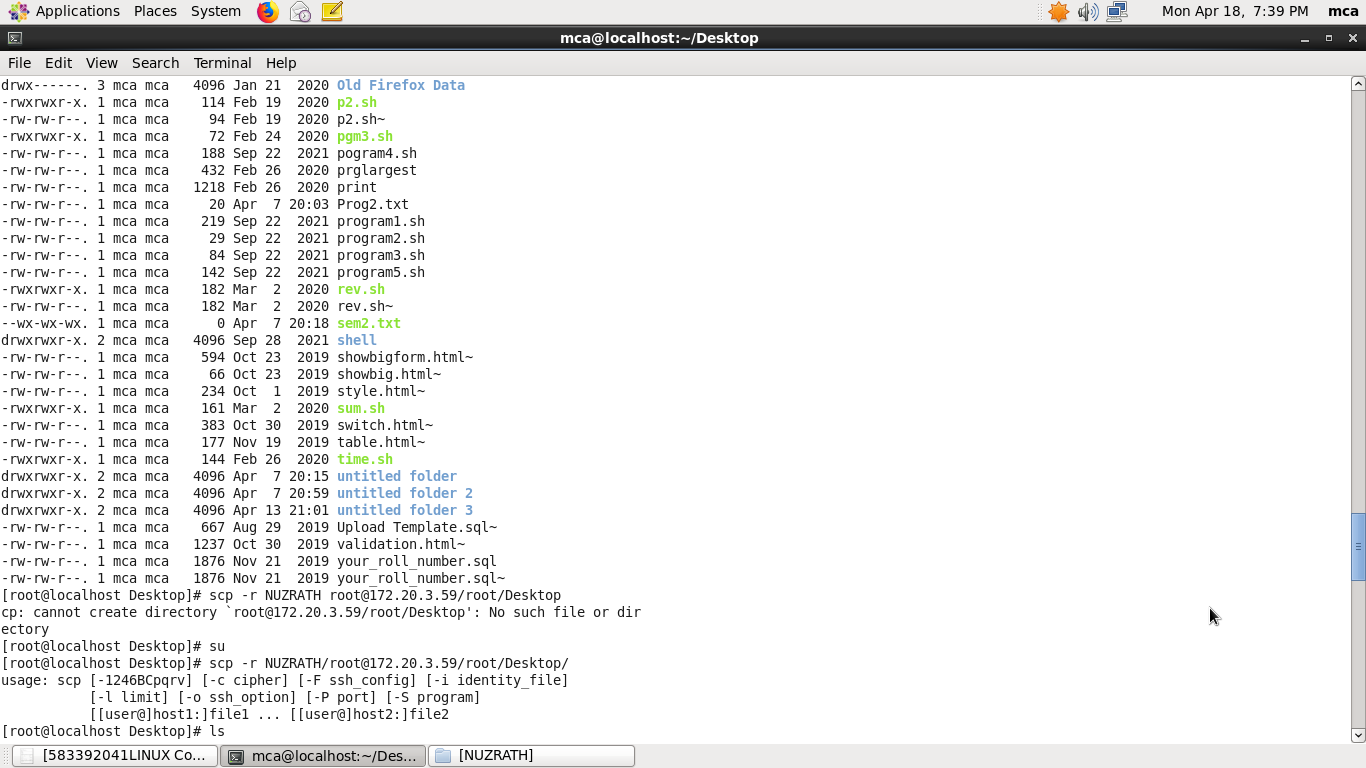 Applications Places System
Mon Apr 18, 7:39 PM mca
mca@localhost:~/Desktop
File Edit View Search Terminal Help
drwx------. 3 mca mca   4096 Jan 21  2020 Old Firefox Data
-rwxrwxr-x. 1 mca mca    114 Feb 19  2020 p2.sh
-rw-rw-r--. 1 mca mca     94 Feb 19  2020 p2.sh~
-rwxrwxr-x. 1 mca mca     72 Feb 24  2020 pgm3.sh
-rw-rw-r--. 1 mca mca    188 Sep 22  2021 pogram4.sh
-rw-rw-r--. 1 mca mca    432 Feb 26  2020 prglargest
-rw-rw-r--. 1 mca mca   1218 Feb 26  2020 print
-rw-rw-r--. 1 mca mca     20 Apr  7 20:03 Prog2.txt
-rw-rw-r--. 1 mca mca    219 Sep 22  2021 program1.sh
-rw-rw-r--. 1 mca mca     29 Sep 22  2021 program2.sh
-rw-rw-r--. 1 mca mca     84 Sep 22  2021 program3.sh
-rw-rw-r--. 1 mca mca    142 Sep 22  2021 program5.sh
-rwxrwxr-x. 1 mca mca    182 Mar  2  2020 rev.sh
-rw-rw-r--. 1 mca mca    182 Mar  2  2020 rev.sh~
--wx-wx-wx. 1 mca mca      0 Apr  7 20:18 sem2.txt
drwxrwxr-x. 2 mca mca   4096 Sep 28  2021 shell
-rw-rw-r--. 1 mca mca    594 Oct 23  2019 showbigform.html~
-rw-rw-r--. 1 mca mca     66 Oct 23  2019 showbig.html~
-rw-rw-r--. 1 mca mca    234 Oct  1  2019 style.html~
-rwxrwxr-x. 1 mca mca    161 Mar  2  2020 sum.sh
-rw-rw-r--. 1 mca mca    383 Oct 30  2019 switch.html~
-rw-rw-r--. 1 mca mca    177 Nov 19  2019 table.html~
-rwxrwxr-x. 1 mca mca    144 Feb 26  2020 time.sh
drwxrwxr-x. 2 mca mca   4096 Apr  7 20:15 untitled folder
drwxrwxr-x. 2 mca mca   4096 Apr  7 20:59 untitled folder 2
drwxrwxr-x. 2 mca mca   4096 Apr 13 21:01 untitled folder 3
-rw-rw-r--. 1 mca mca    667 Aug 29  2019 Upload Template.sql~
-rw-rw-r--. 1 mca mca   1237 Oct 30  2019 validation.html~
-rw-rw-r--. 1 mca mca   1876 Nov 21  2019 your_roll_number.sql
-rw-rw-r--. 1 mca mca   1876 Nov 21  2019 your_roll_number.sql~
[root@localhost Desktop]# scp -r NUZRATH root@172.20.3.59/root/Desktop
cp: cannot create directory `root@172.20.3.59/root/Desktop': No such file or dir
ectory
[root@localhost Desktop]# su
[root@localhost Desktop]# scp -r NUZRATH/root@172.20.3.59/root/Desktop/
usage: scp [-1246BCpqrv] [-c cipher] [-F ssh_config] [-i identity_file]
           [-l limit] [-o ssh_option] [-P port] [-S program]
           [[user@]host1:]file1 ... [[user@]host2:]file2
[root@localhost Desktop]# ls
[583392041LINUX Co... mca@localhost:~/Des... [NUZRATH]